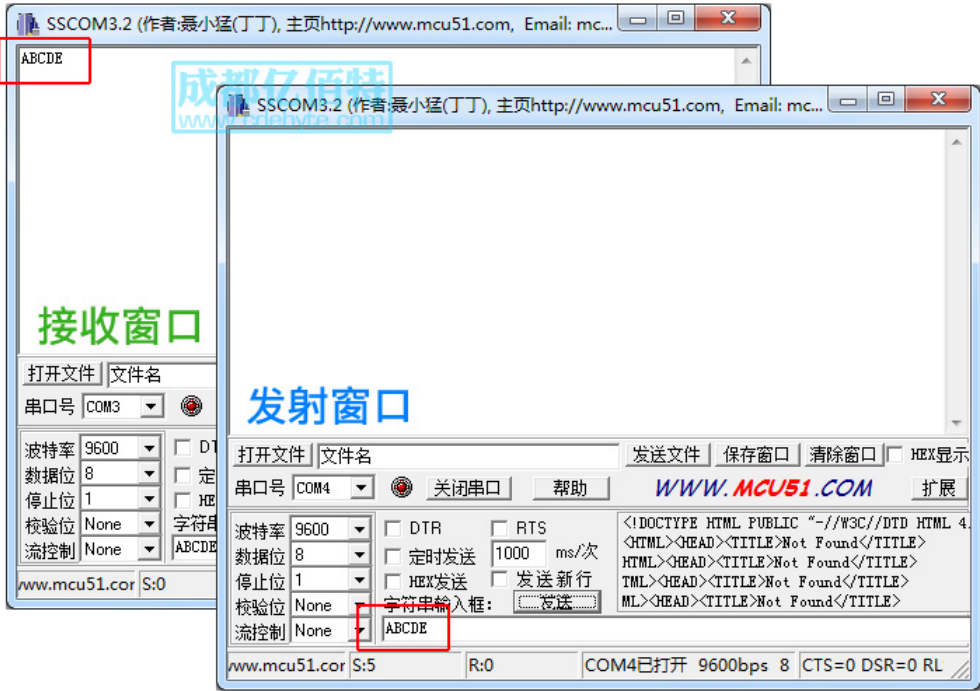 SSCOM3.2 (作者:聂小猛(丁丁), 主页http://www.mcu51.com, Email: mc...
ABCDE
成都亿佰特
www.cdebyte.com
接收窗口
打开文件 文件名
串口号 COM3
波特率 9600
数据位 8
停止位 1 HE
校验位 None 字符串
流控制 None ABCDE
www.mcu51.cor S:0
SSCOM3.2 (作者:聂小猛(丁丁), 主页http://www.mcu51.com, Email: mc...
发射窗口
打开文件 文件名 发送文件 保存窗口 清除窗口 HEX显示
串口号 COM4 关闭串口 帮助 WWW.MCU51.COM 扩展
波特率 9600 DTR RTS
数据位 8 定时发送 1000 ms/次
停止位 1 HEX发送 发送新行
校验位 None 字符串输入框: 发送
流控制 None ABCDE
<!DOCTYPE HTML PUBLIC "-//W3C//DTD HTML 4.
<HTML><HEAD><TITLE>Not Found</TITLE>
HTML><HEAD><TITLE>Not Found</TITLE>
TML><HEAD><TITLE>Not Found</TITLE>
ML><HEAD><TITLE>Not Found</TITLE>
www.mcu51.cor S:5 R:0 COM4已打开 9600bps 8 CTS=0 DSR=0 RL